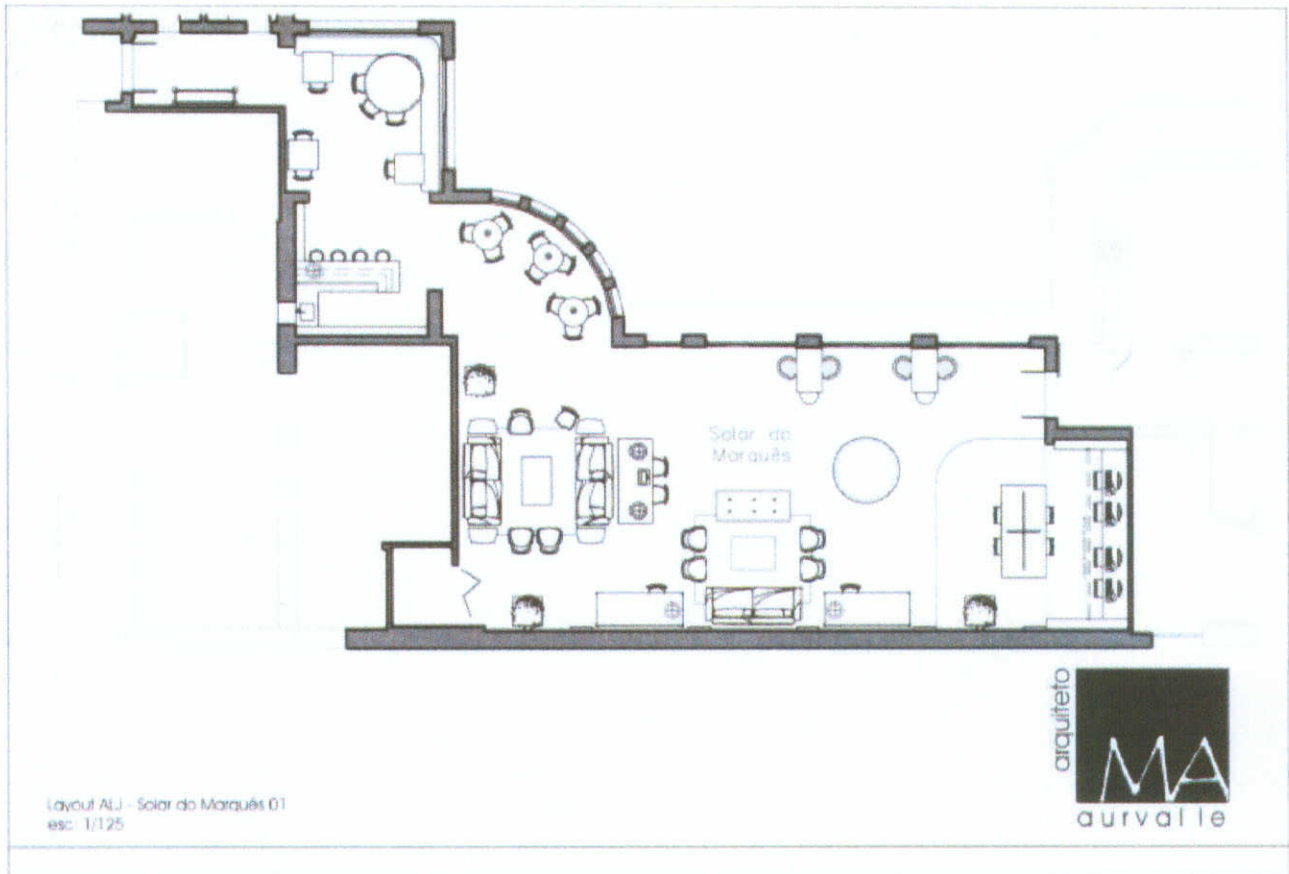 Solar do
Marquês
Layout ALJ - Solar do Marquês 01
esc: 1/125
arquiteto
MA
aurvalle